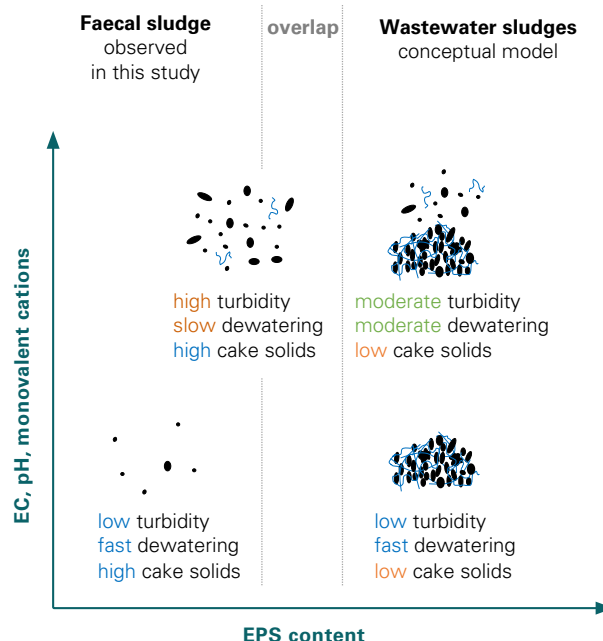 Faecal sludge
observed
in this study
overlap
Wastewater sludges
conceptual model
EC, pH, monovalent cations
high turbidity
slow dewatering
high cake solids
moderate turbidity
moderate dewatering
low cake solids
low turbidity
fast dewatering
high cake solids
low turbidity
fast dewatering
low cake solids
EPS content